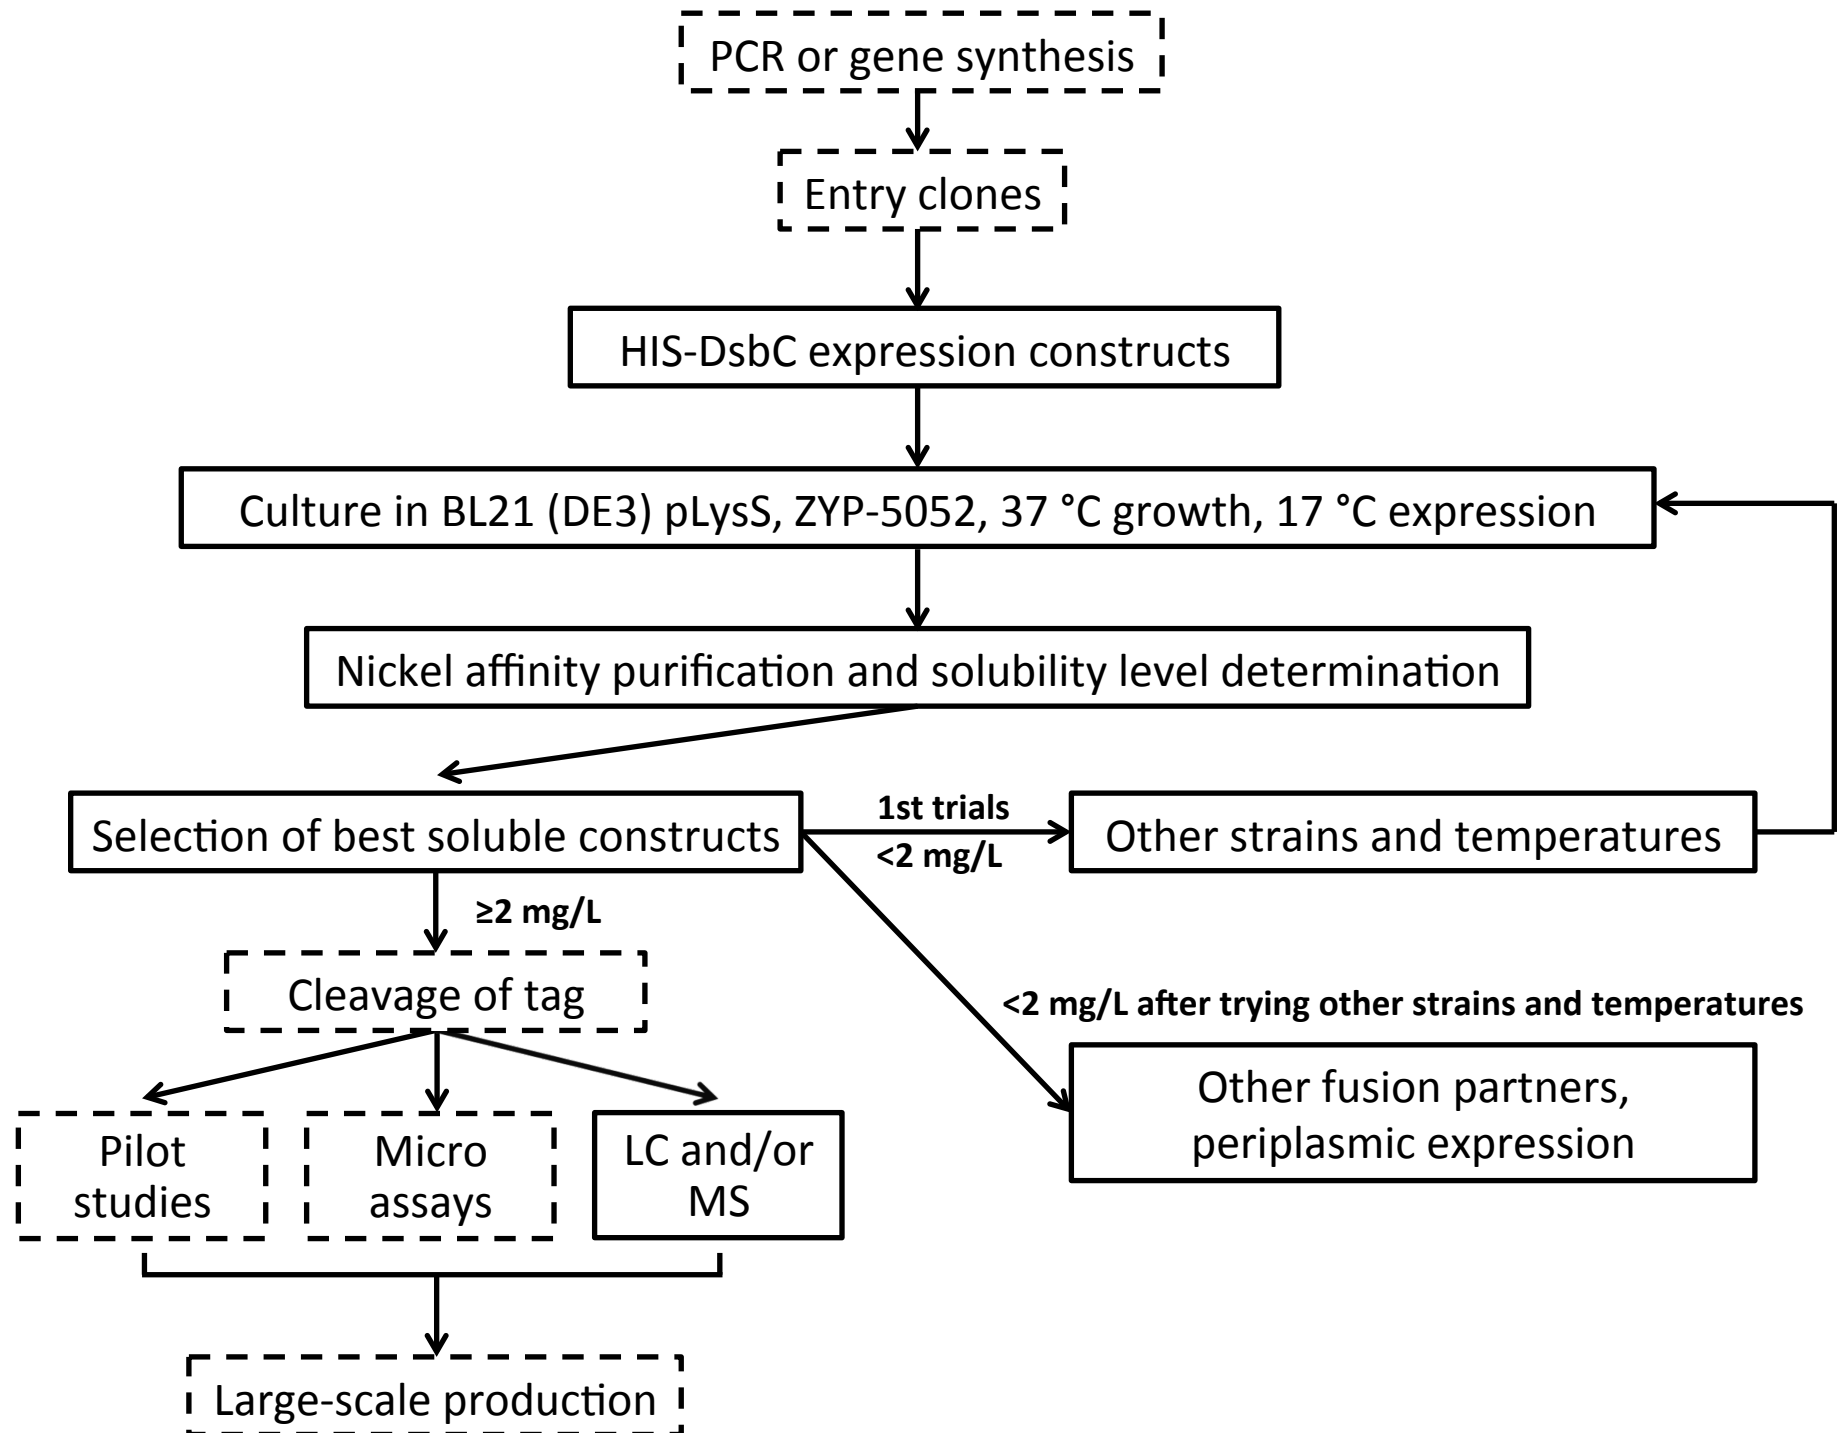 PCR or gene synthesis
Entry clones
HIS-DsbC expression constructs
Culture in BL21 (DE3) pLysS, ZYP-5052, 37 °C growth, 17 °C expression
Nickel affinity purification and solubility level determination
Selection of best soluble constructs
1st trials
<2 mg/L
Other strains and temperatures
≥2 mg/L
Cleavage of tag
<2 mg/L after trying other strains and temperatures
Other fusion partners,
periplasmic expression
Pilot
studies
Micro
assays
LC and/or
MS
Large-scale production